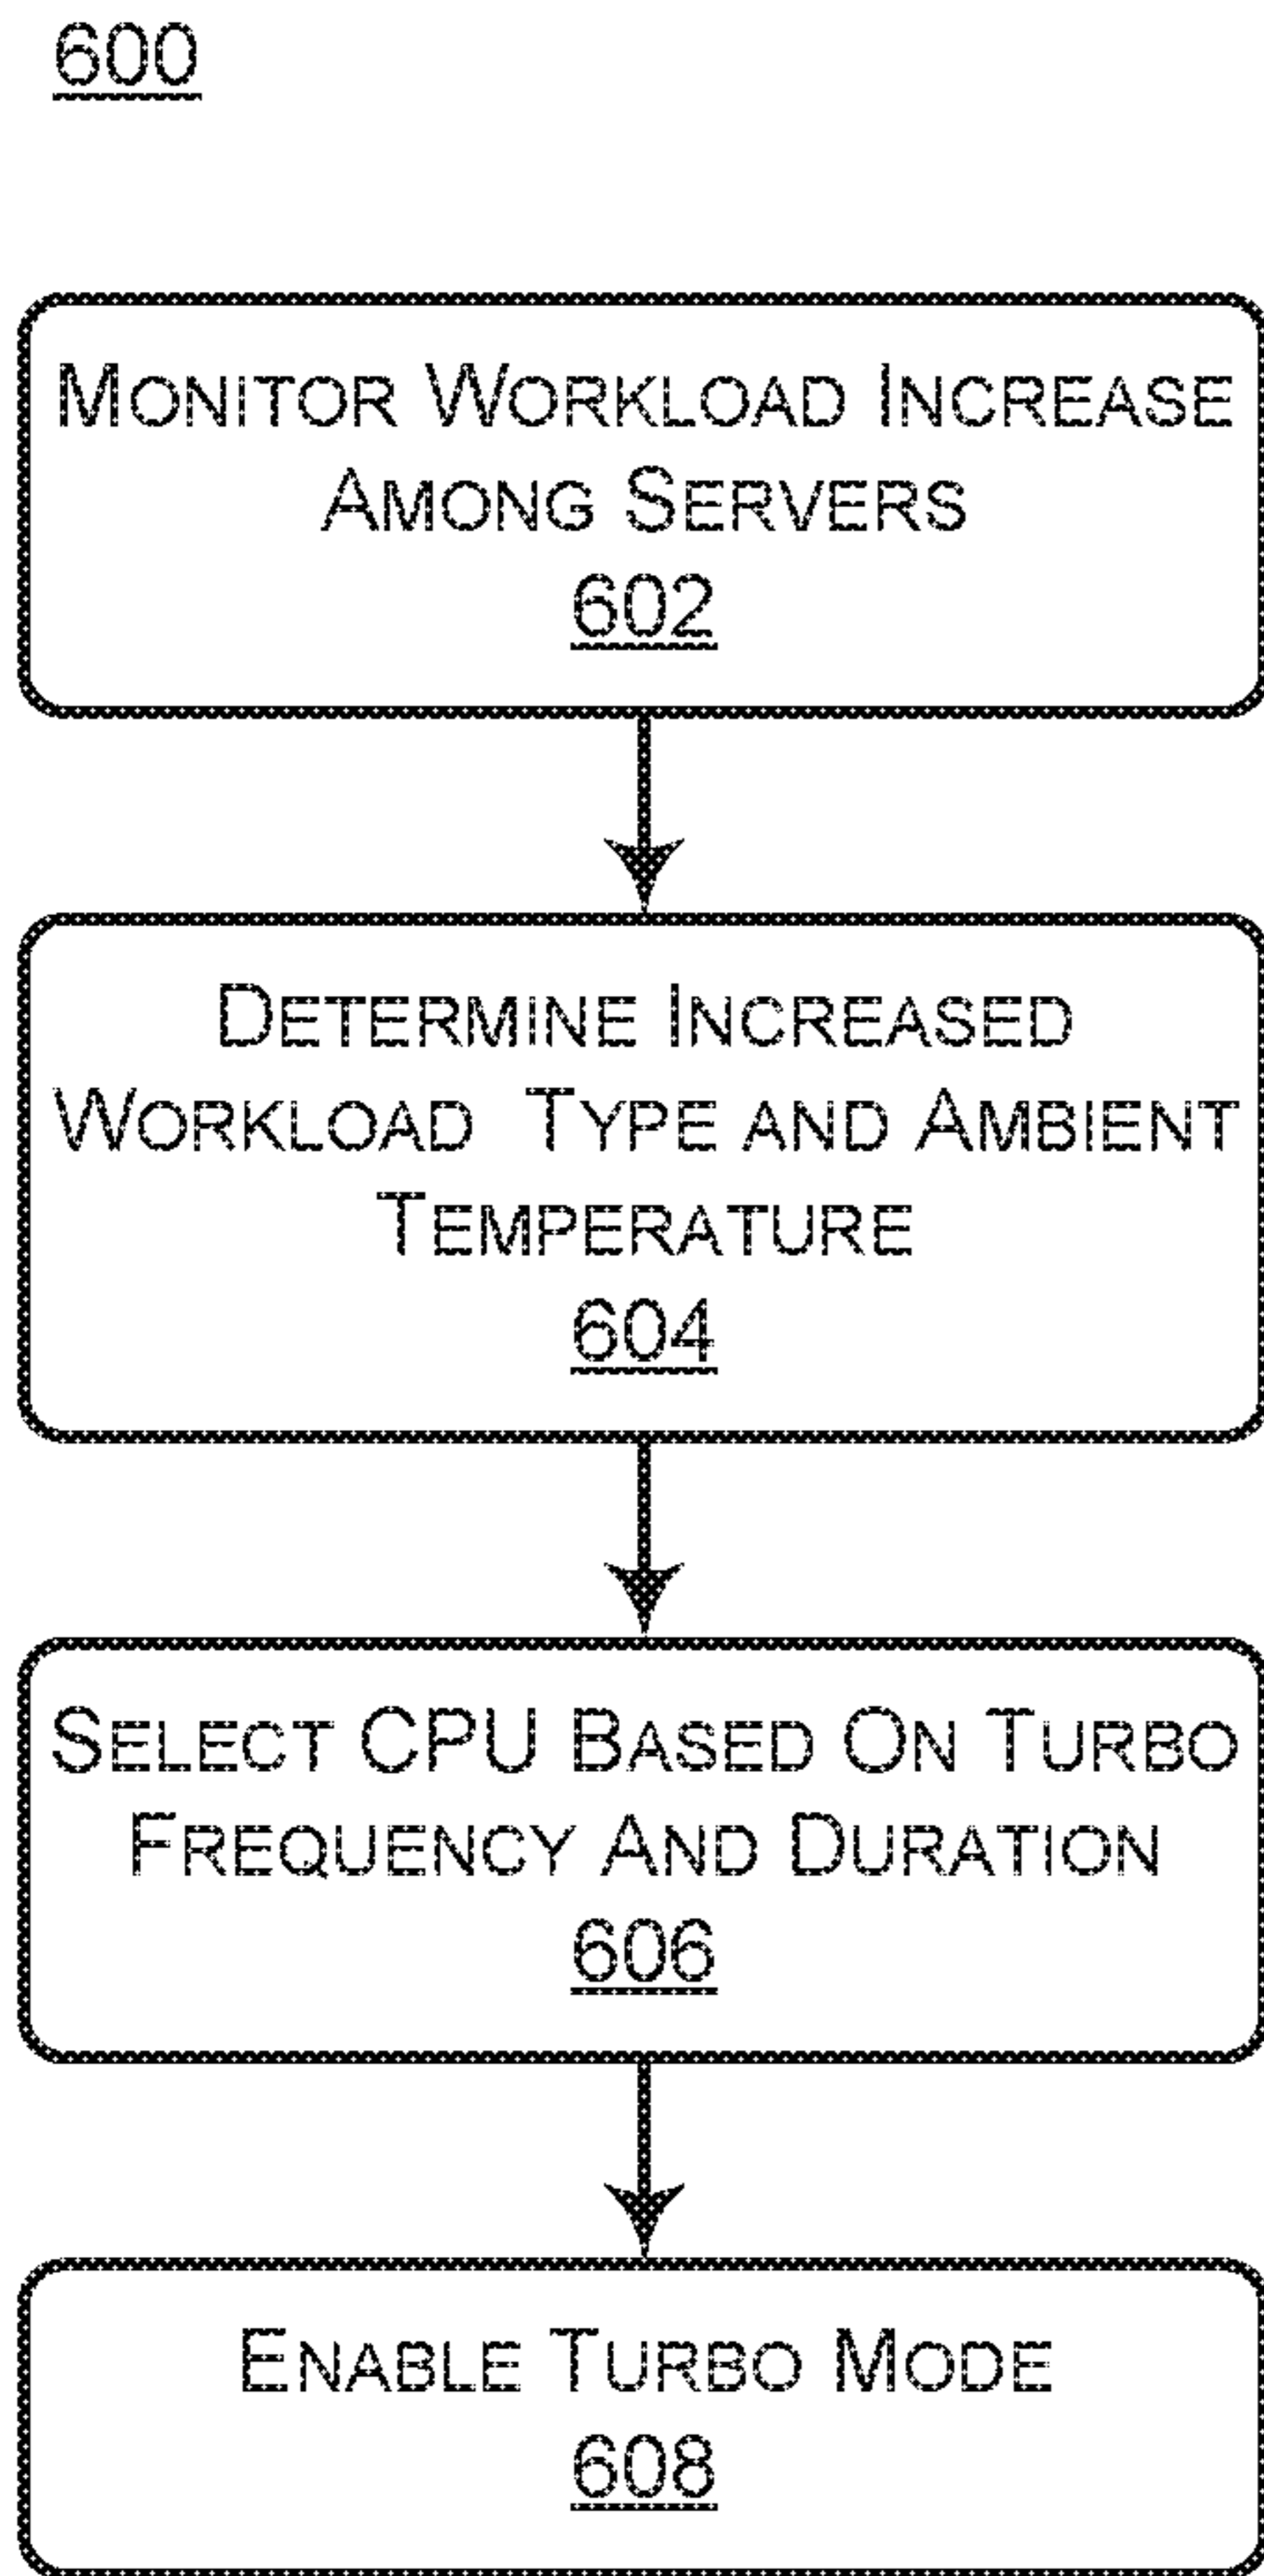 600
MONITOR WORKLOAD INCREASE
AMONG SERVERS
602
DETERMINE INCREASED
WORKLOAD TYPE AND AMBIENT
TEMPERATURE
604
SELECT CPU BASED ON TURBO
FREQUENCY AND DURATION
606
ENABLE TURBO MODE
608